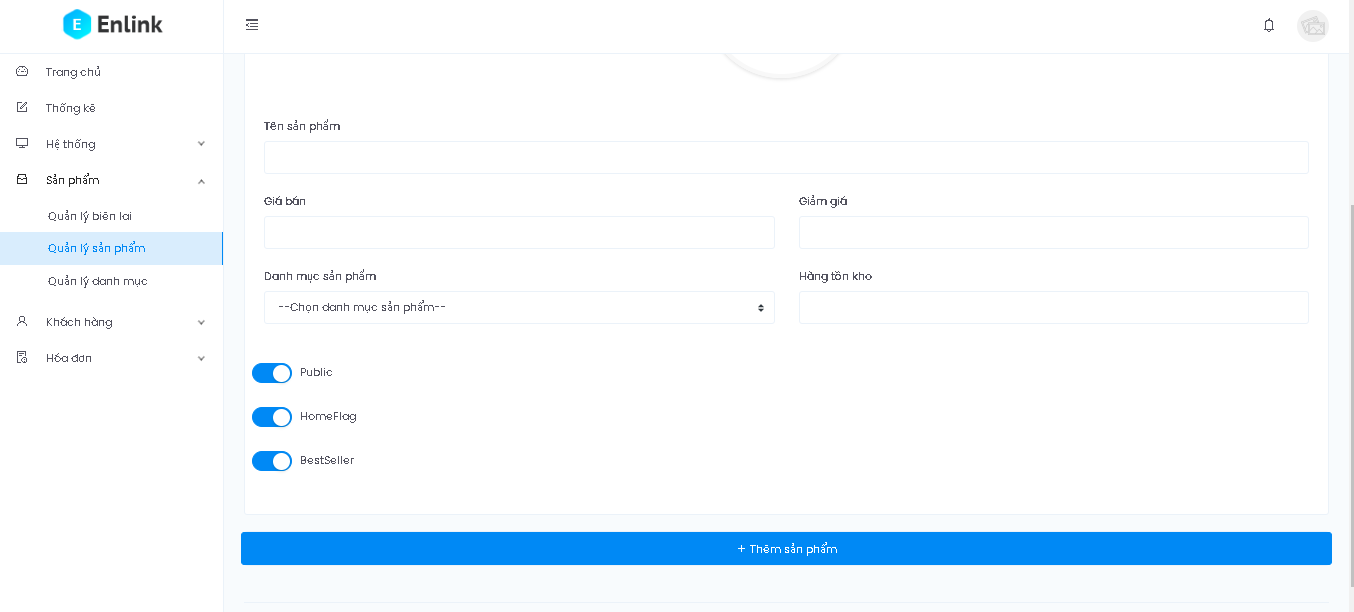 E Enlink
Trang chủ
Thống kê
Hệ thống
Sản phẩm
Quản lý biên lai
Quản lý sản phẩm
Quản lý danh mục
Khách hàng
Hóa đơn
Tên sản phẩm
Giá bán
Giảm giá
Danh mục sản phẩm
Hàng tồn kho
--Chọn danh mục sản phẩm--
Public
HomeFlag
BestSeller
+ Thêm sản phẩm